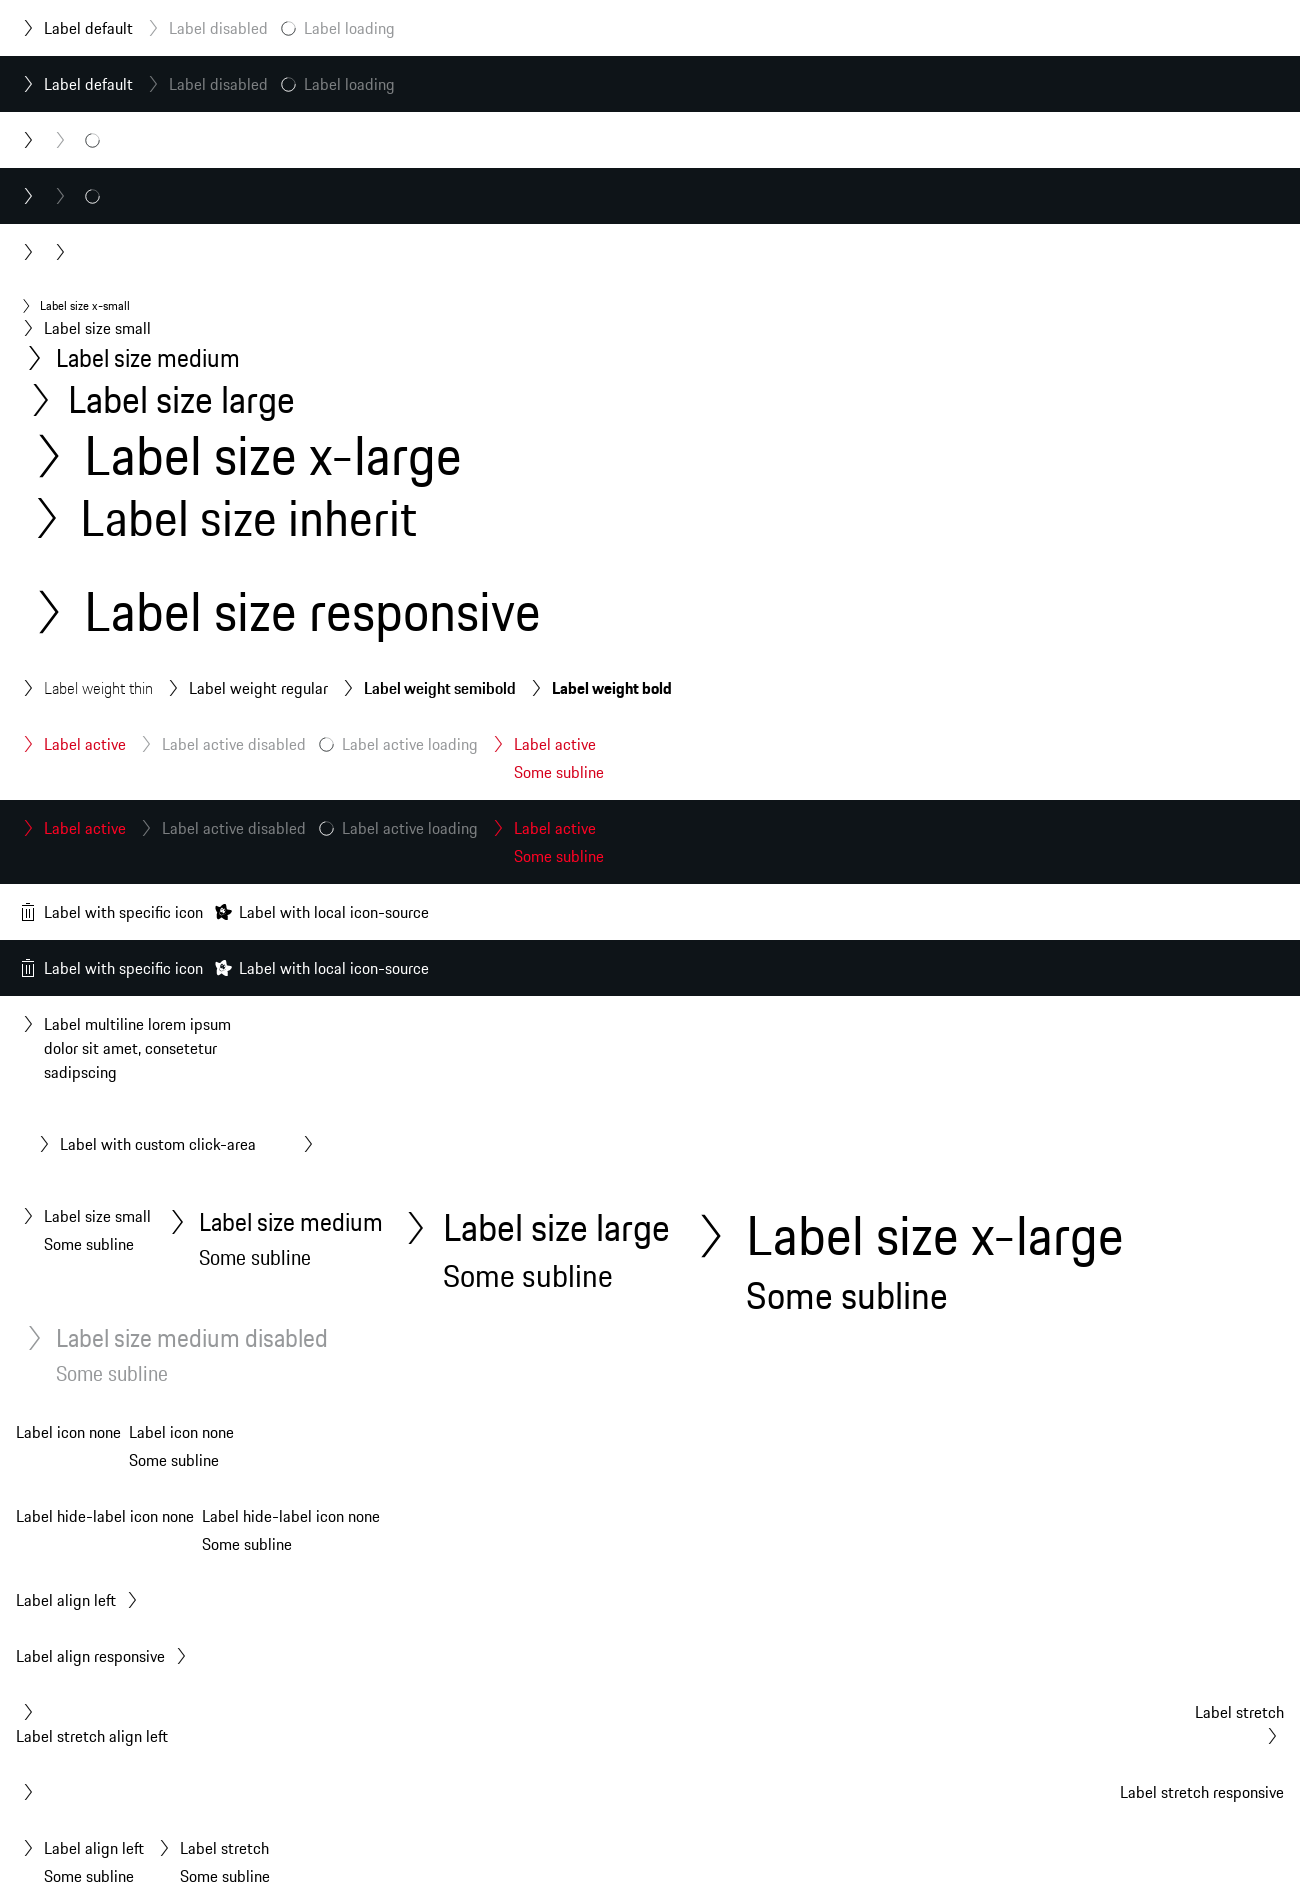 Label default Label disabled Label loading
Label default Label disabled Label loading
Label size x-small
Label size small
Label size medium
Label size large
Label size x-large
Label size inherit
Label size responsive
Label weight thin Label weight regular Label weight semibold Label weight bold
Label active Label active disabled Label active loading Label active
Some subline
Label active Label active disabled Label active loading Label active
Some subline
Label with specific icon Label with local icon-source
Label with specific icon Label with local icon-source
Label multiline lorem ipsum
dolor sit amet, consetetur
sadipscing
Label with custom click-area
Label size small Label size medium Label size large Label size x-large
Some subline Some subline Some subline Some subline
Label size medium disabled
Some subline
Label icon none Label icon none
Some subline
Label hide-label icon none Label hide-label icon none
Some subline
Label align left
Label align responsive
Label stretch
Label stretch align left
Label stretch responsive
Label align left Label stretch
Some subline Some subline